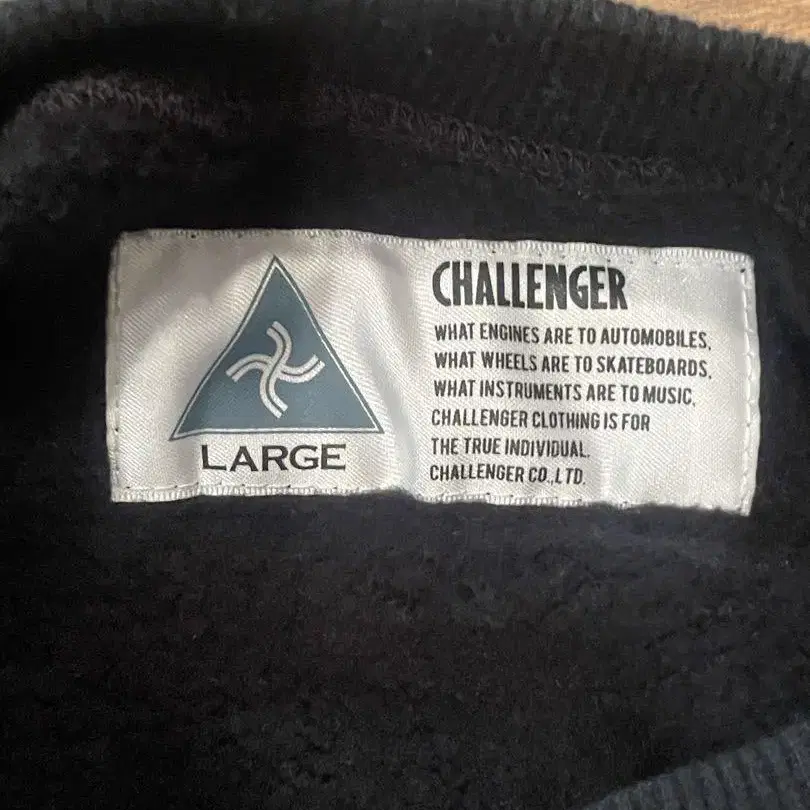 LARGE
CHALLENGER
WHAT ENGINES ARE TO AUTOMOBILES,
WHAT WHEELS ARE TO SKATEBOARDS,
WHAT INSTRUMENTS ARE TO MUSIC,
CHALLENGER CLOTHING IS FOR
THE TRUE INDIVIDUAL.
CHALLENGER CO.,LTD.